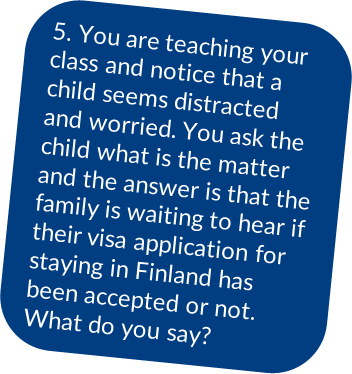 5. You are teaching your
class and notice that a
child seems distracted
and worried. You ask the
child what is the matter
and the answer is that the
family is waiting to hear if
their visa application for
staying in Finland has
been accepted or not.
What do you say?